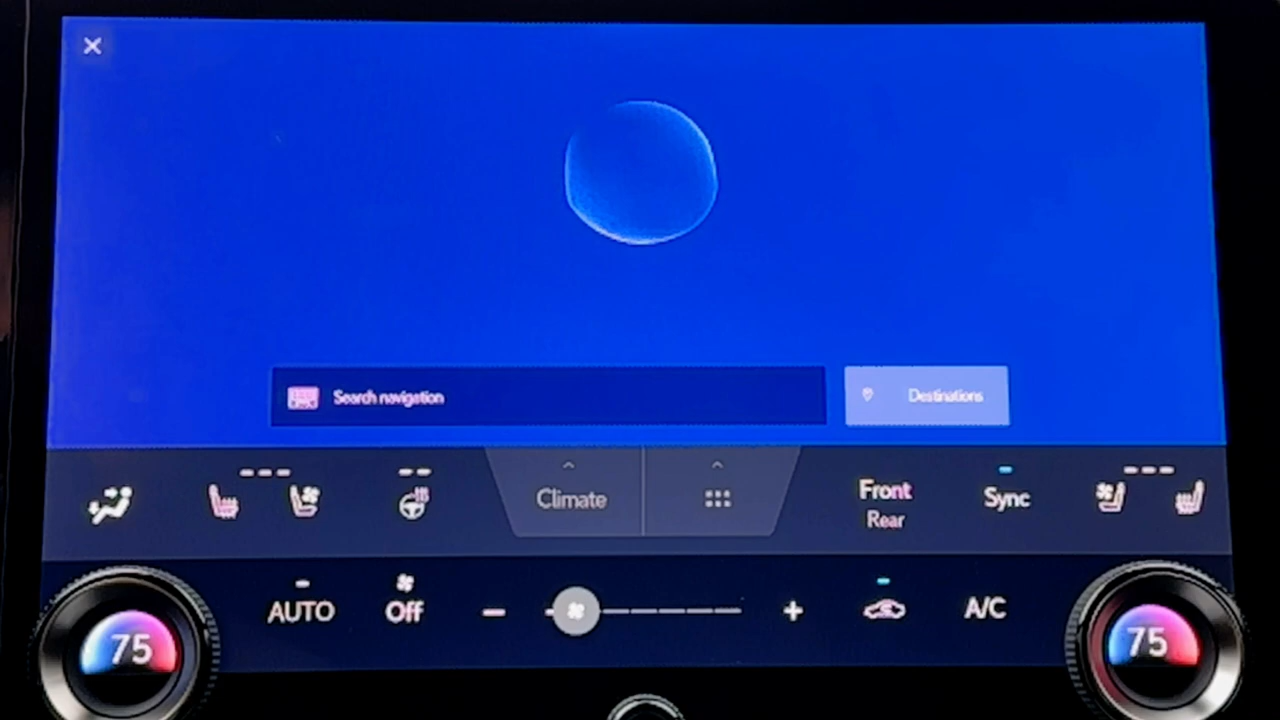 Search navigation
Destinations
Climate
Front
Rear
Sync
AUTO
Off
A/C
75
75